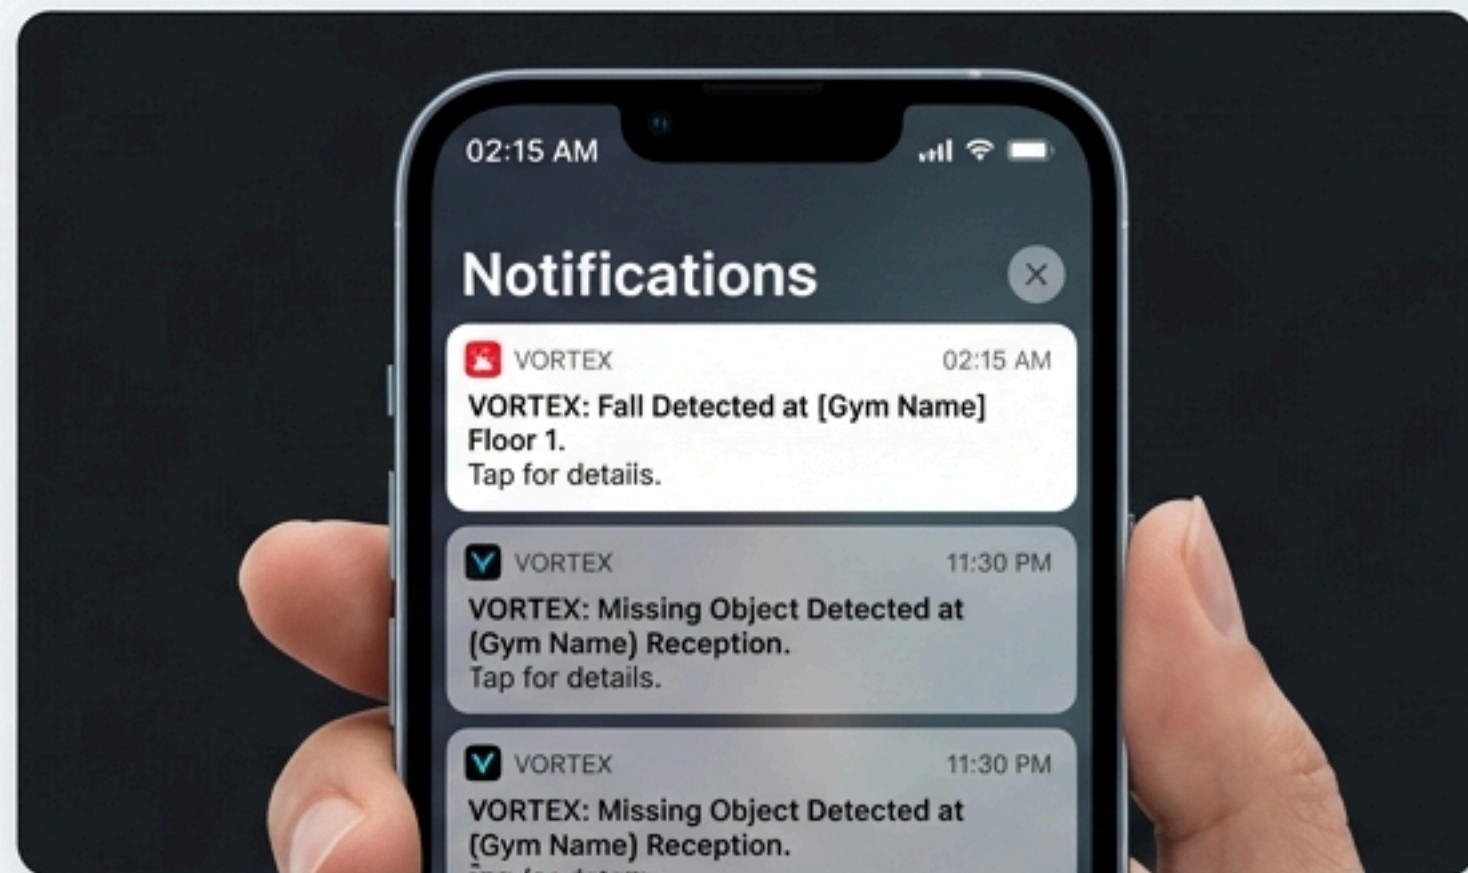 02:15 AM
Notifications
VORTEX 02:15 AM
VORTEX: Fall Detected at [Gym Name]
Floor 1.
Tap for details.
VORTEX 11:30 PM
VORTEX: Missing Object Detected at
(Gym Name) Reception.
Tap for details.
VORTEX 11:30 PM
VORTEX: Missing Object Detected at
(Gym Name) Reception.